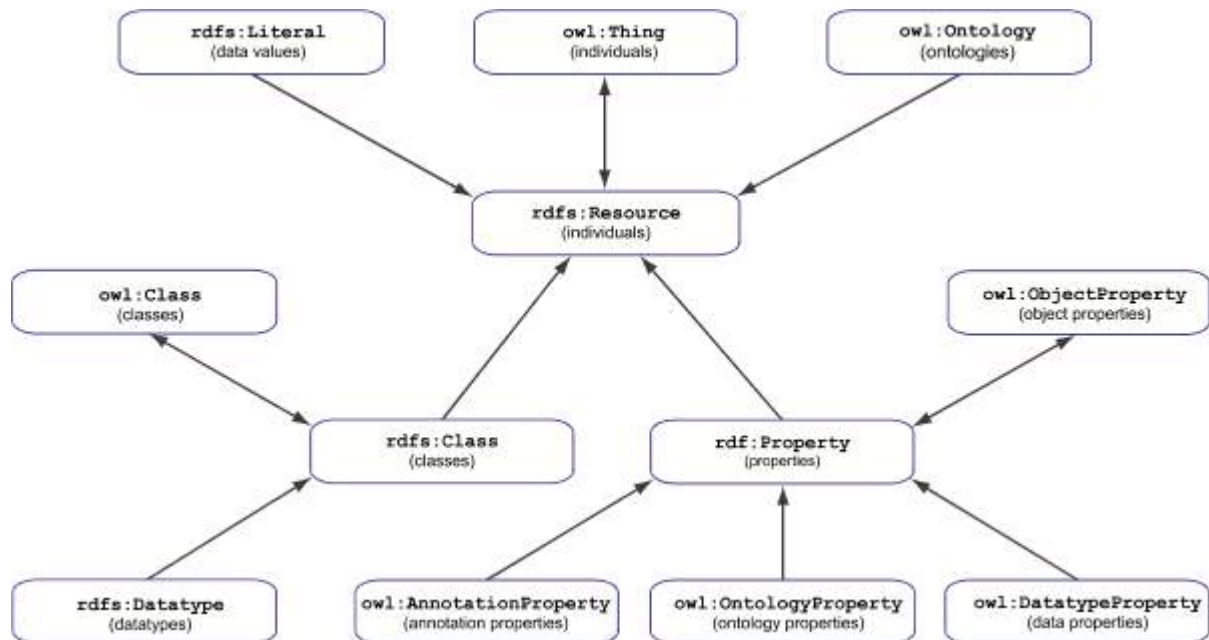 rdfs:Literal
(data values)
owl:Thing
(individuals)
owl:Ontology
(ontologies)
rdfs:Resource
(individuals)
owl:Class
(classes)
owl:ObjectProperty
(object properties)
rdfs:Class
(classes)
rdf:Property
(properties)
rdfs:Datatype
(datatypes)
owl:AnnotationProperty
(annotation properties)
owl:OntologyProperty
(ontology properties)
owl:DatatypeProperty
(data properties)